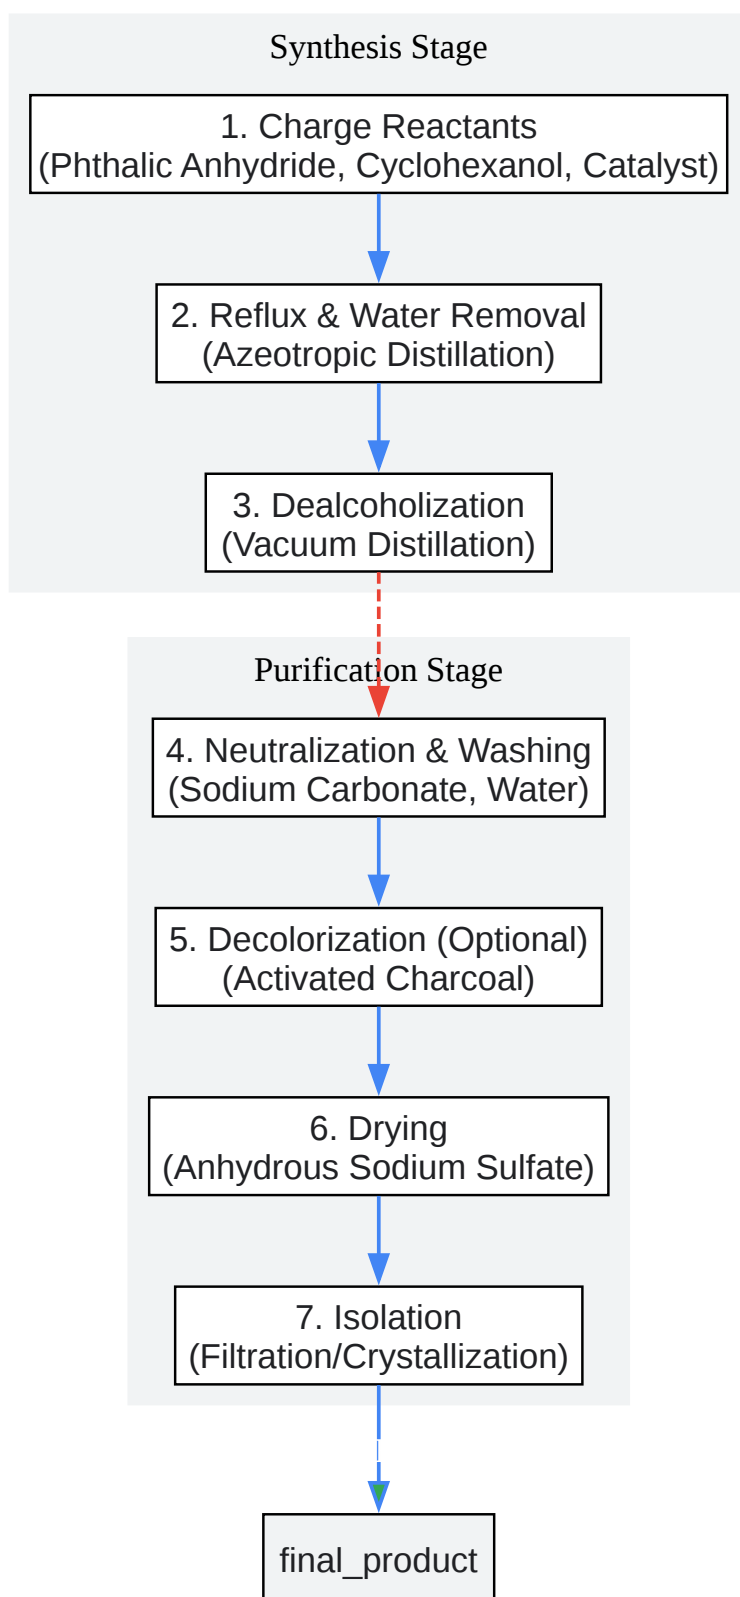 Synthesis Stage
1. Charge Reactants
(Phthalic Anhydride, Cyclohexanol, Catalyst)
2. Reflux & Water Removal
(Azeotropic Distillation)
3. Dealcoholization
(Vacuum Distillation)
Purification Stage
4. Neutralization & Washing
(Sodium Carbonate, Water)
5. Decolorization (Optional)
(Activated Charcoal)
6. Drying
(Anhydrous Sodium Sulfate)
7. Isolation
(Filtration/Crystallization)
final_product